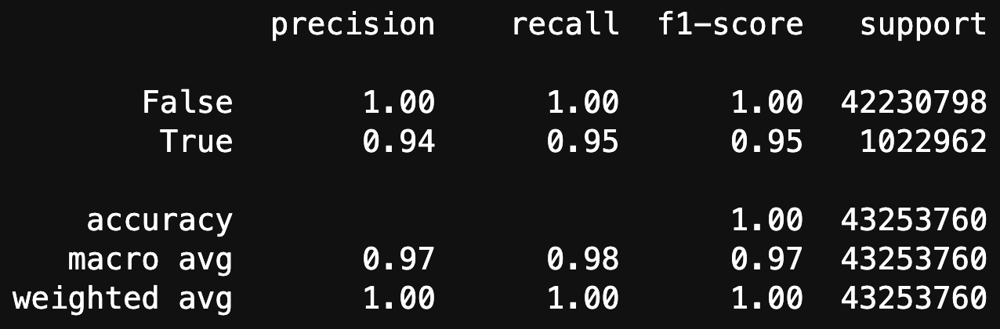 precision recall f1-score support
False 1.00 1.00 1.00 42230798
True 0.94 0.95 0.95 1022962
accuracy 1.00 43253760
macro avg 0.97 0.98 0.97 43253760
weighted avg 1.00 1.00 1.00 43253760